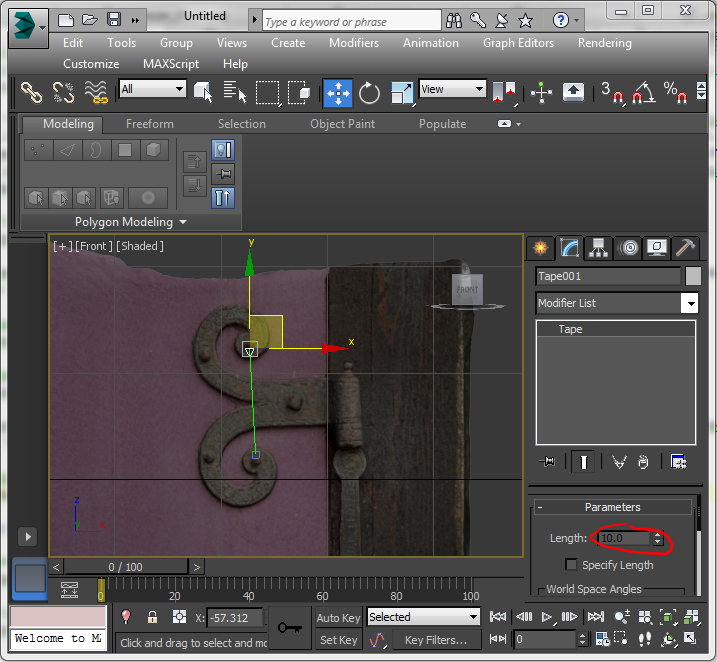 Untitled
Type a keyword or phrase
Edit Tools Group Views Create Modifiers Animation Graph Editors Rendering
Customize MAXScript Help
All
View
3
%
Modeling Freeform Selection Object Paint Populate
Polygon Modeling
[+][Front][Shaded]
y
x
FRONT
z
x
y
Tape001
Modifier List
Tape
- Parameters
Length: 10.0
Specify Length
World Space Angles
< 0 / 100 >
0 20 40 60 80 100
X: -57.312
Auto Key
Selected
Welcome to MA
Click and drag to select and mo
Set Key
Key Filters...
0